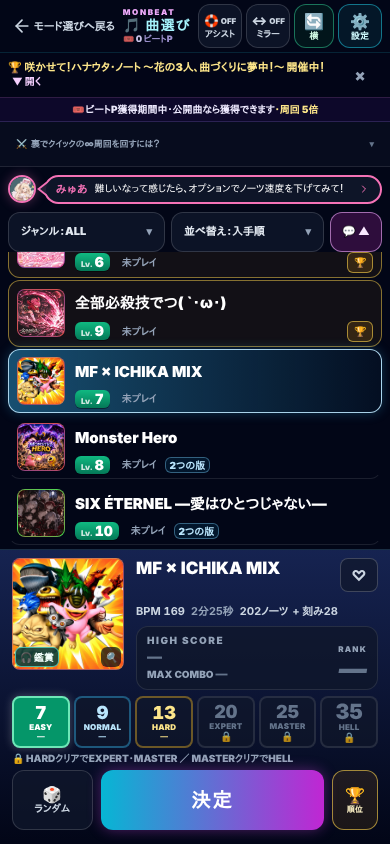 モード選びへ戻る
MONBEAT
🎵 曲選び
🎟 0 ビートP
🛟 OFF
アシスト
↔ OFF
ミラー
🔄
横
⚙️
設定
🏆 咲かせて!ハナウタ・ノート 〜花の3人、曲づくりに夢中!〜 開催中!
▼ 開く
✖
🎟 ビートP獲得期間中・公開曲なら獲得できます・周回 5倍
⚔ 裏でクイックの∞周回を回すには?
▼
みゅあ 難しいなって感じたら、オプションでノーツ速度を下げてみて!
ジャンル:ALL ▼
並べ替え:入手順 ▼
💬 ▲
Lv. 6 未プレイ 🏆
全部必殺技でつ(`･ω･)
Lv. 9 未プレイ 🏆
MF × ICHIKA MIX
Lv. 7 未プレイ
MONSTER HERO
Monster Hero
Lv. 8 未プレイ 2つの版
SIX ÉTERNEL —愛はひとつじゃない—
Lv. 10 未プレイ 2つの版
MF × ICHIKA MIX
♡
BPM 169 2分25秒 202ノーツ + 刻み28
HIGH SCORE
—
MAX COMBO —
RANK
—
🎧 鑑賞
🔍
7
EASY
—
9
NORMAL
—
13
HARD
—
20
EXPERT
🔒
25
MASTER
🔒
35
HELL
🔒
🔒 HARDクリアでEXPERT・MASTER ／ MASTERクリアでHELL
🎲
ランダム
決定
🏆
順位